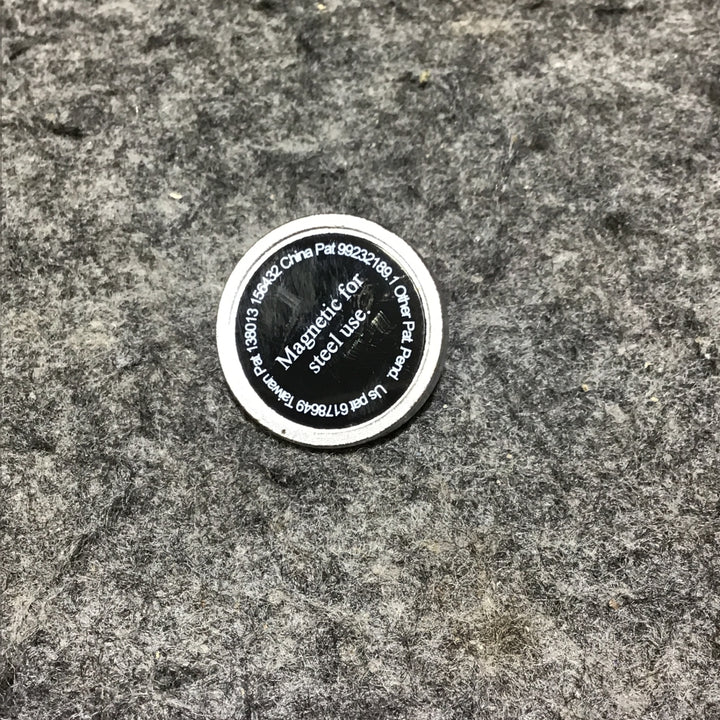 Magnetic for
steel use.
Us pat 6178649 Taiwan Pat 138013 156432 China Pat 99232189.1 Other Pat. Pend.